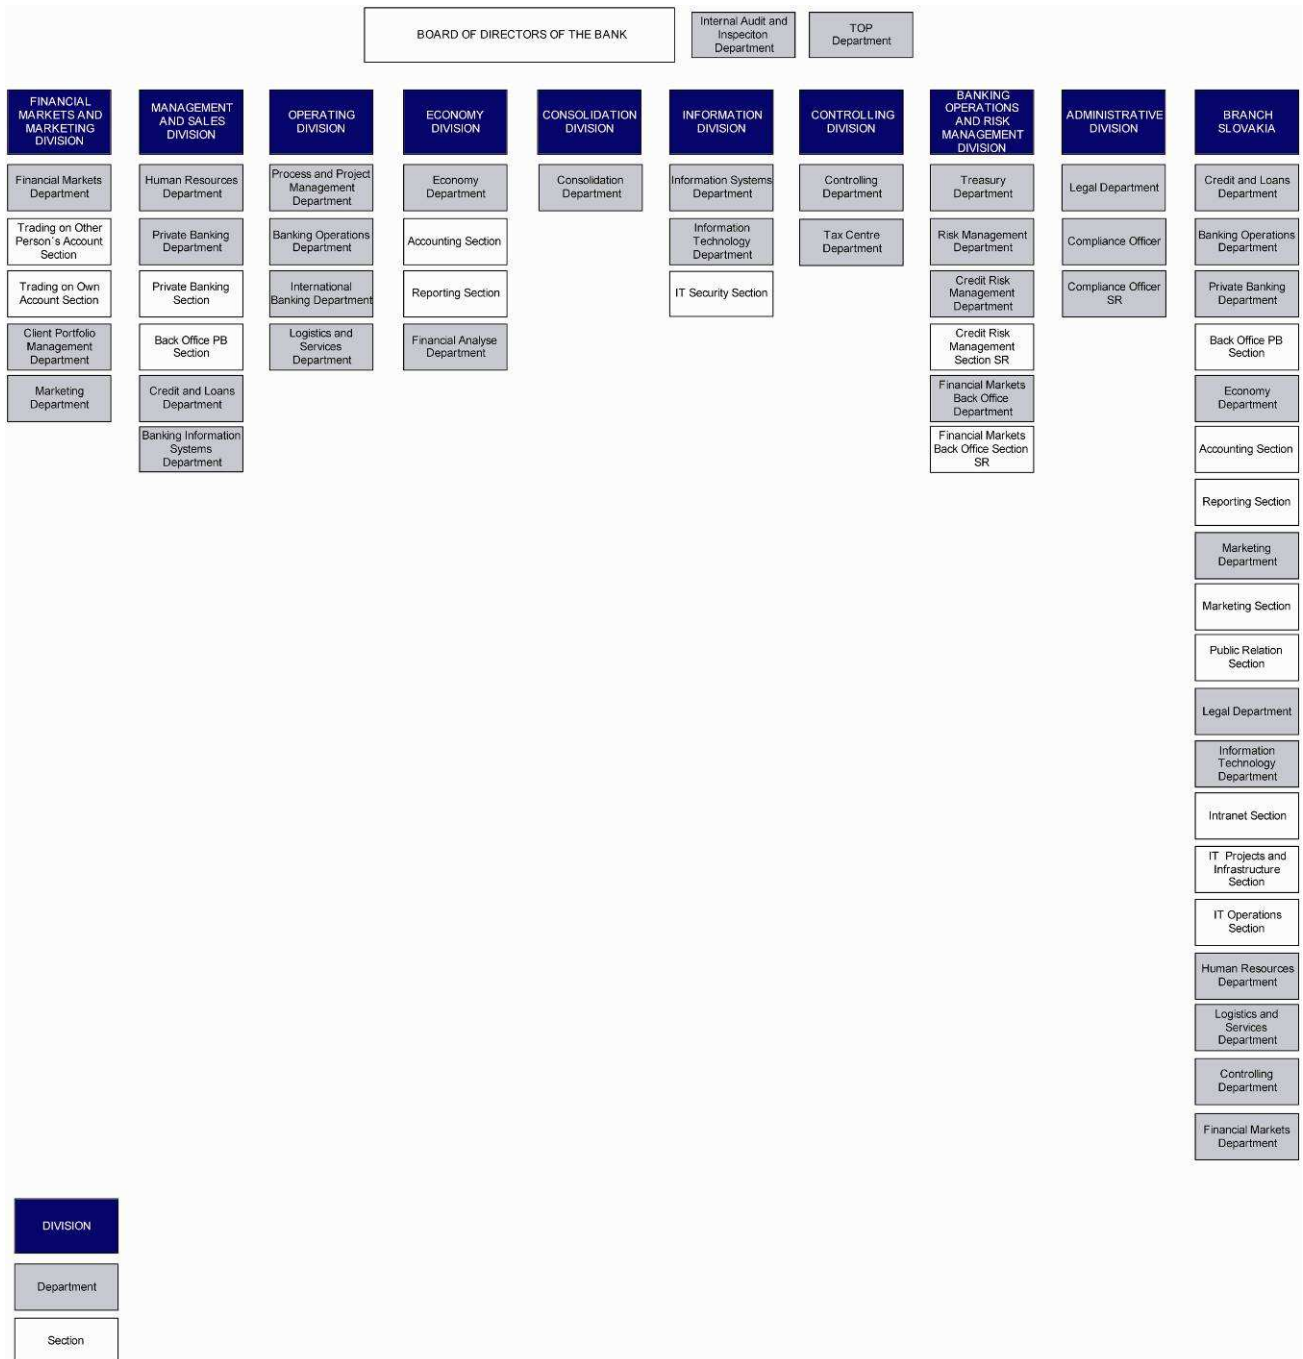 BOARD OF DIRECTORS OF THE BANK
Internal Audit and
Inspeciton
Department
TOP
Department
FINANCIAL
MARKETS AND
MARKETING
DIVISION
Financial Markets
Department
Trading on Other
Person´s Account
Section
Trading on Own
Account Section
Client Portfolio
Management
Department
Marketing
Department
MANAGEMENT
AND SALES
DIVISION
Human Resources
Department
Private Banking
Department
Private Banking
Section
Back Office PB
Section
Credit and Loans
Department
Banking Information
Systems
Department
OPERATING
DIVISION
Process and Project
Management
Department
Banking Operations
Department
International
Banking Department
Logistics and
Services
Department
ECONOMY
DIVISION
Economy
Department
Accounting Section
Reporting Section
Financial Analyse
Department
CONSOLIDATION
DIVISION
Consolidation
Department
INFORMATION
DIVISION
Information Systems
Department
Information
Technology
Department
IT Security Section
CONTROLLING
DIVISION
Controlling
Department
Tax Centre
Department
BANKING
OPERATIONS
AND RISK
MANAGEMENT
DIVISION
Treasury
Department
Risk Management
Department
Credit Risk
Management
Department
Credit Risk
Management
Section SR
Financial Markets
Back Office
Department
Financial Markets
Back Office Section
SR
ADMINISTRATIVE
DIVISION
Legal Department
Compliance Officer
Compliance Officer
SR
BRANCH
SLOVAKIA
Credit and Loans
Department
Banking Operations
Department
Private Banking
Department
Back Office PB
Section
Economy
Department
Accounting Section
Reporting Section
Marketing
Department
Marketing Section
Public Relation
Section
Legal Department
Information
Technology
Department
Intranet Section
IT Projects and
Infrastructure
Section
IT Operations
Section
Human Resources
Department
Logistics and
Services
Department
Controlling
Department
Financial Markets
Department
DIVISION
Department
Section